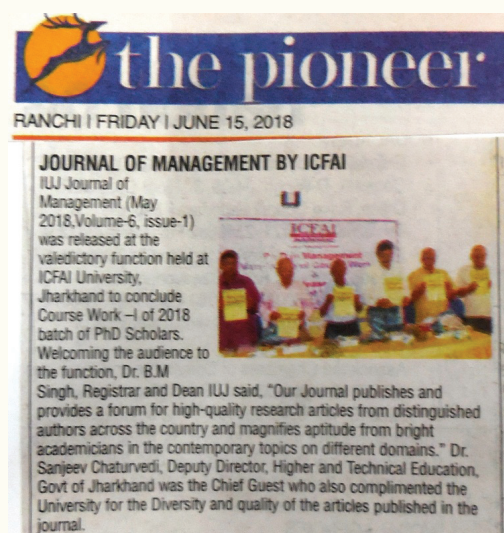 the pioneer
RANCHI | FRIDAY | JUNE 15, 2018
JOURNAL OF MANAGEMENT BY ICFAI
IUJ Journal of
Management (May
2018,Volume-6, issue-1)
was released at the
valedictory function held at
ICFAI University,
Jharkhand to conclude
Course Work –I of 2018
batch of PhD Scholars.
Welcoming the audience to
the function, Dr. B.M
Singh, Registrar and Dean IUJ said, “Our Journal publishes and
provides a forum for high-quality research articles from distinguished
authors across the country and magnifies aptitude from bright
academicians in the contemporary topics on different domains.” Dr.
Sanjeev Chaturvedi, Deputy Director, Higher and Technical Education,
Govt of Jharkhand was the Chief Guest who also complimented the
University for the Diversity and quality of the articles published in the
journal.
ICFAI
Management